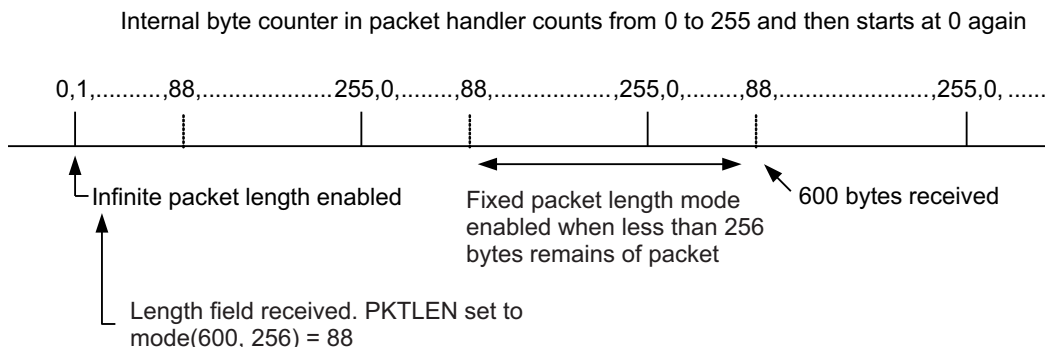 Internal byte counter in packet handler counts from 0 to 255 and then starts at 0 again
0,1,..........,88,....................255,0,........,88,..................,255,0,.......,88,.......................,255,0, ......
Infinite packet length enabled
Fixed packet length mode
enabled when less than 256
bytes remains of packet
600 bytes received
Length field received. PKTLEN set to
mode(600, 256) = 88